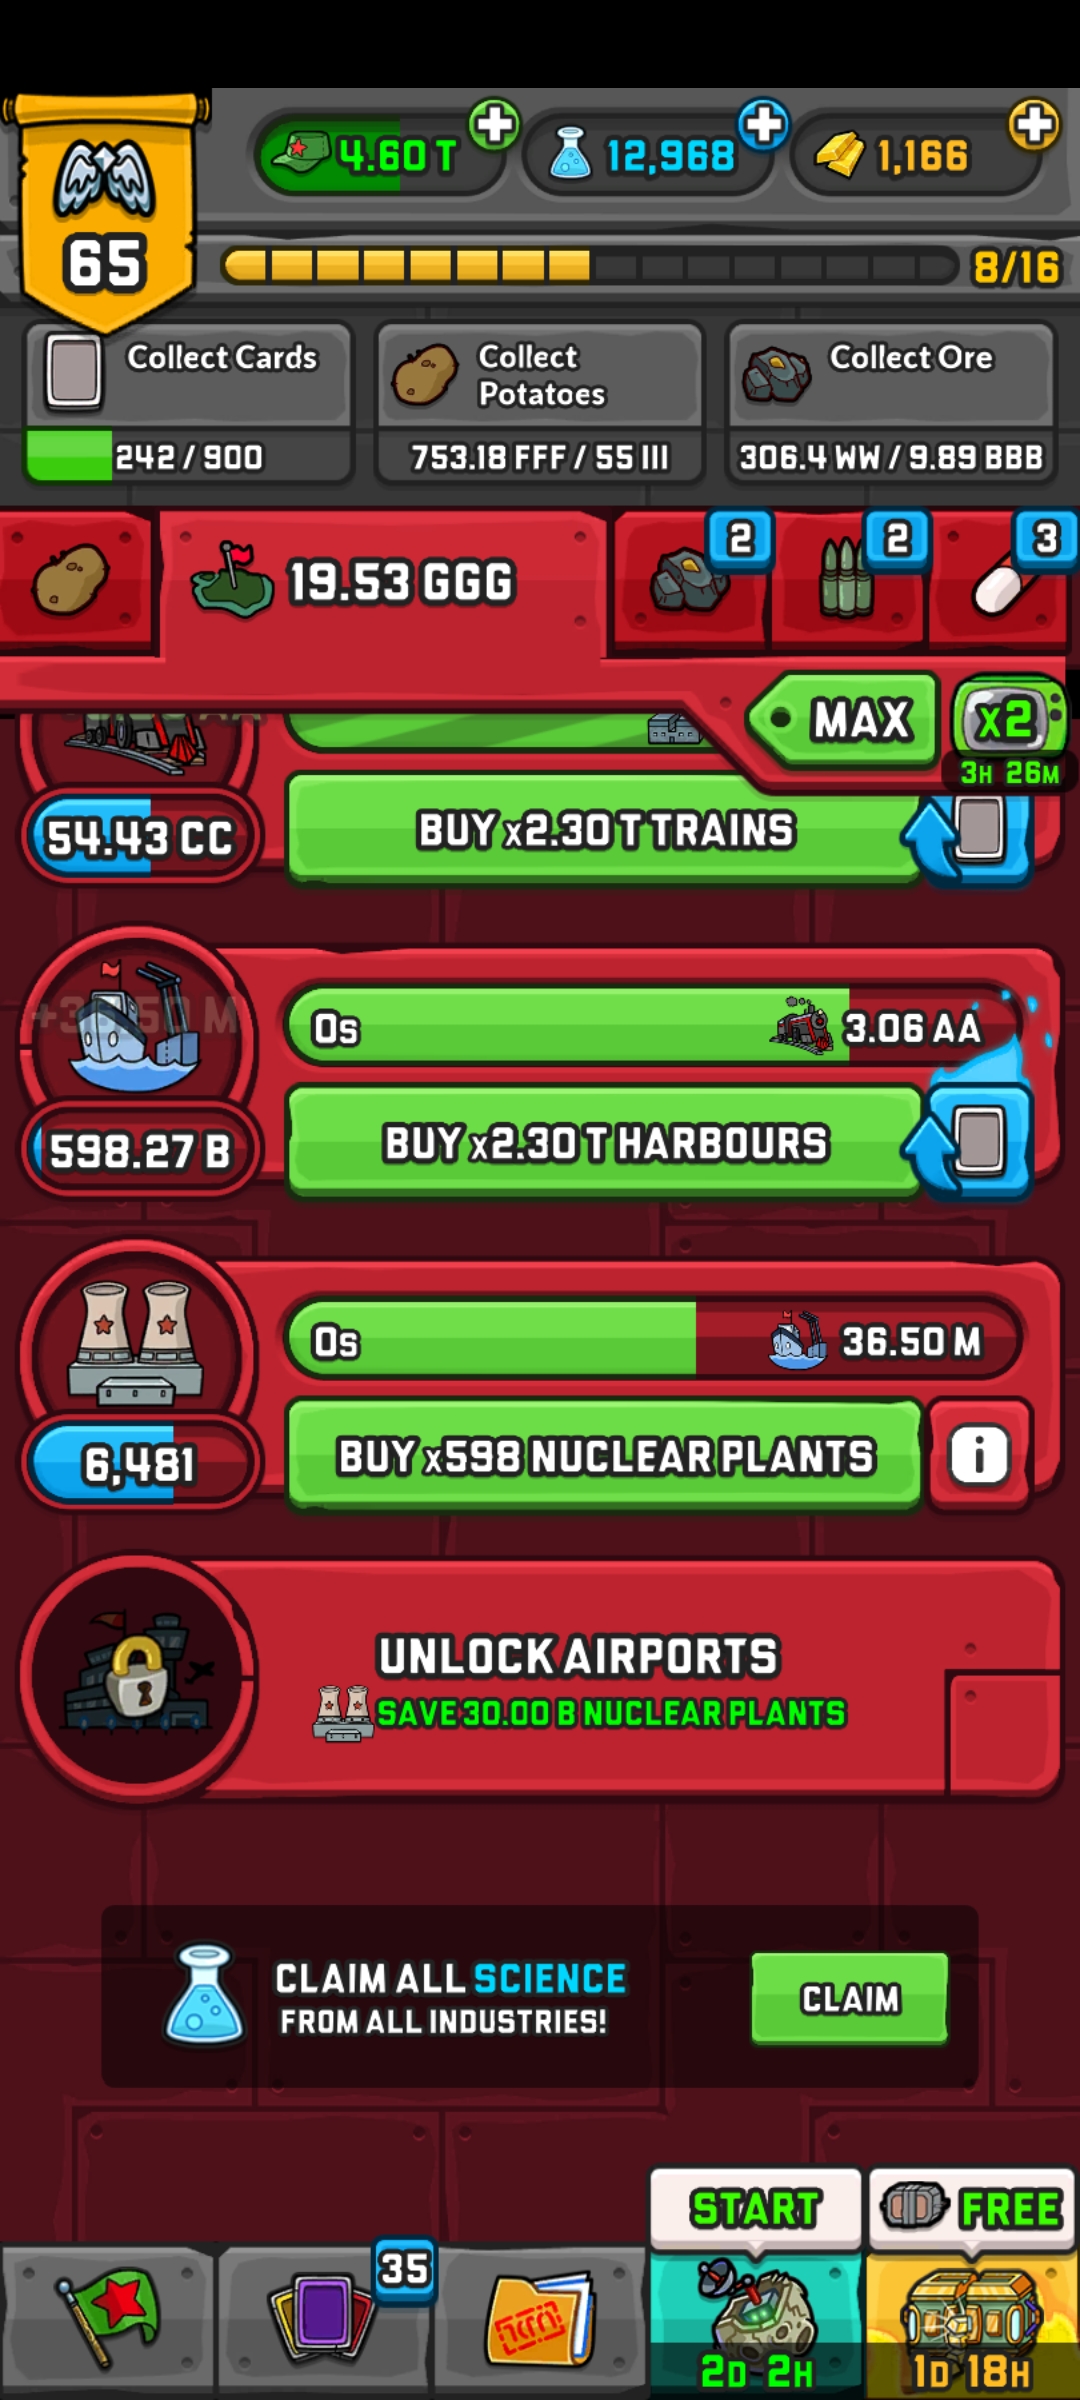 4.60 T
12,968
1,166
65
8/16
Collect Cards
242 / 900
Collect
Potatoes
753.18 FFF / 55 III
Collect Ore
306.4 WW / 9.89 BBB
19.53 GGG
2
2
3
MAX
x2
3H 26M
54.43 CC
BUY x2.30 T TRAINS
0s
3.06 AA
598.27 B
BUY x2.30 T HARBOURS
0s
36.50 M
6,481
BUY x598 NUCLEAR PLANTS
i
UNLOCK AIRPORTS
SAVE 30.00 B NUCLEAR PLANTS
CLAIM ALL SCIENCE
FROM ALL INDUSTRIES!
CLAIM
START
FREE
35
2D 2H
1D 18H